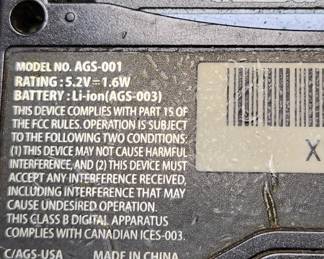 MODEL NO. AGS-001
RATING : 5.2V⎓1.6W
BATTERY : Li-ion(AGS-003)
THIS DEVICE COMPLIES WITH PART 15 OF
THE FCC RULES. OPERATION IS SUBJECT
TO THE FOLLOWING TWO CONDITIONS:
(1) THIS DEVICE MAY NOT CAUSE HARMFUL
INTERFERENCE, AND (2) THIS DEVICE MUST
ACCEPT ANY INTERFERENCE RECEIVED,
INCLUDING INTERFERENCE THAT MAY
CAUSE UNDESIRED OPERATION.
THIS CLASS B DIGITAL APPARATUS
COMPLIES WITH CANADIAN ICES-003.
C/AGS-USA MADE IN CHINA
X